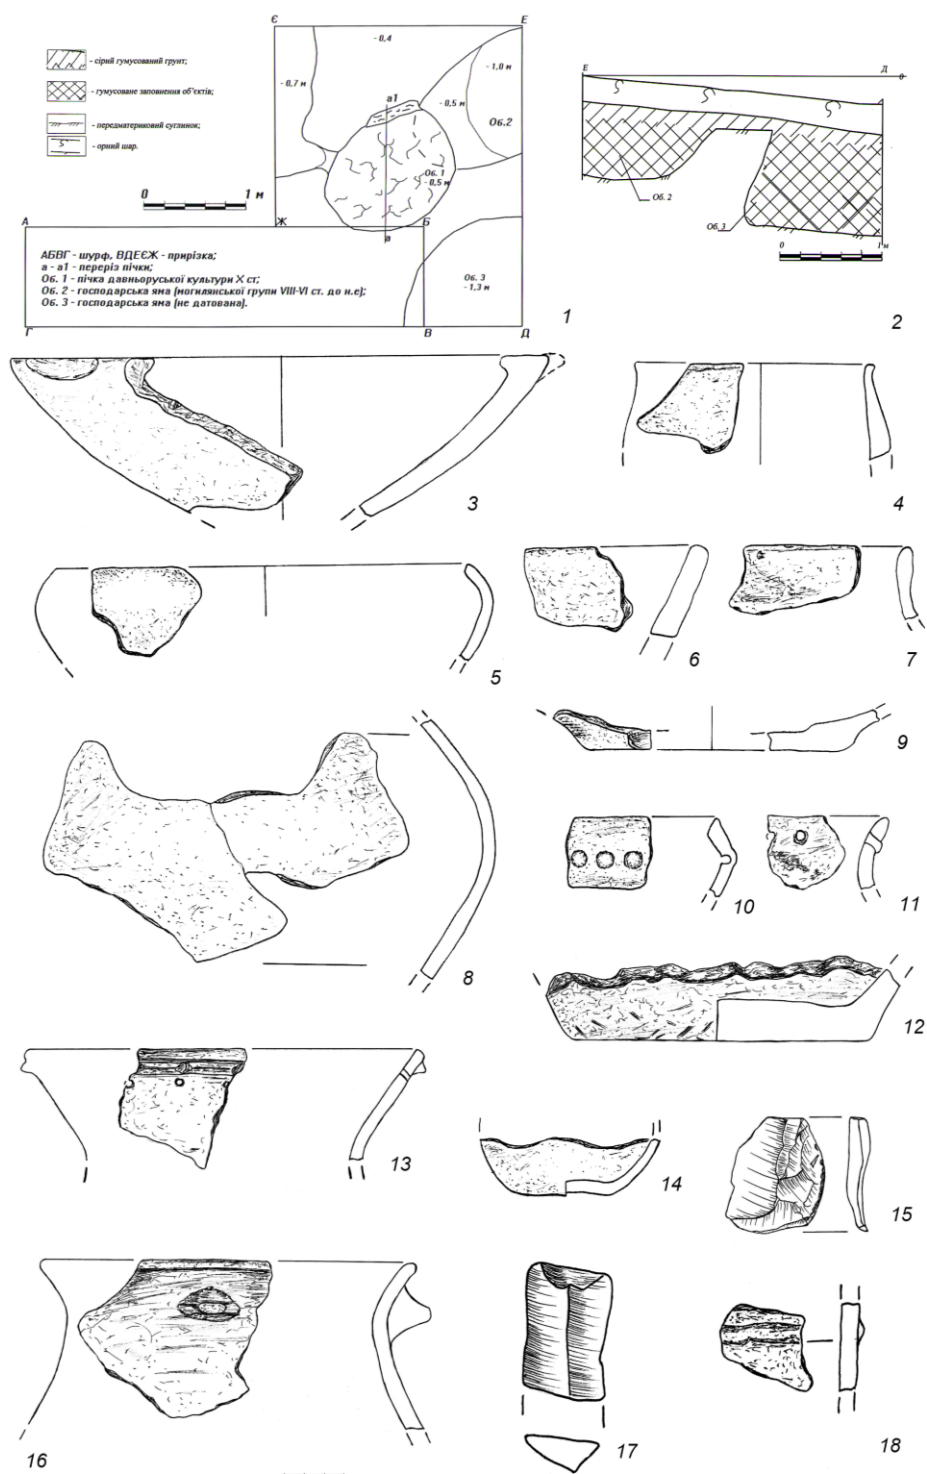 - сірий гумусований грунт;
- гумусоване заповнення об'єктів;
- передматериковий суглинок;
- орний шар.
0 1 м
Є
Е
- 0,4
- 0,7 м
- 1,0 м
- 0,5 м
а1
Об.2
Об. 1
- 0,5 м
А
Ж
Б
а
АБВГ - шурф, ВДЕЄЖ - прирізка;
а - а1 - переріз пічки;
Об. 1 - пічка давньоруської культури X ст;
Об. 2 - господарська яма (могилянської групи VIII-VI ст. до н.е);
Об. 3 - господарська яма (не датована).
Об. 3
- 1,3 м
Г
В
Д
1
Е
Д
0
Об. 2
Об. 3
0 1 м
2
3
4
5
6
7
8
9
10
11
12
13
14
15
16
17
18